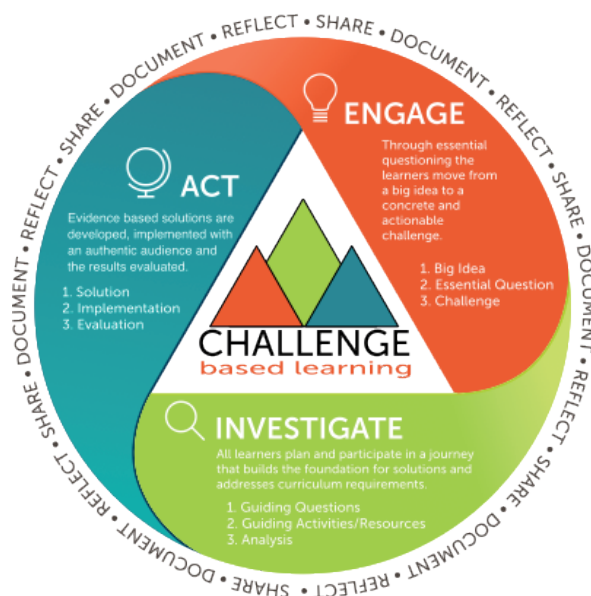 DOCUMENT • REFLECT • SHARE • DOCUMENT • REFLECT • SHARE • DOCUMENT • REFLECT • SHARE • DOCUMENT • REFLECT • SHARE • DOCUMENT • REFLECT • SHARE • DOCUMENT • REFLECT • SHARE •
ENGAGE
Through essential
questioning the
learners move from
a big idea to a
concrete and
actionable
challenge.
1. Big Idea
2. Essential Question
3. Challenge
ACT
Evidence based solutions are
developed, implemented with
an authentic audience and
the results evaluated.
1. Solution
2. Implementation
3. Evaluation
CHALLENGE
based learning
INVESTIGATE
All learners plan and participate in a journey
that builds the foundation for solutions and
addresses curriculum requirements.
1. Guiding Questions
2. Guiding Activities/Resources
3. Analysis